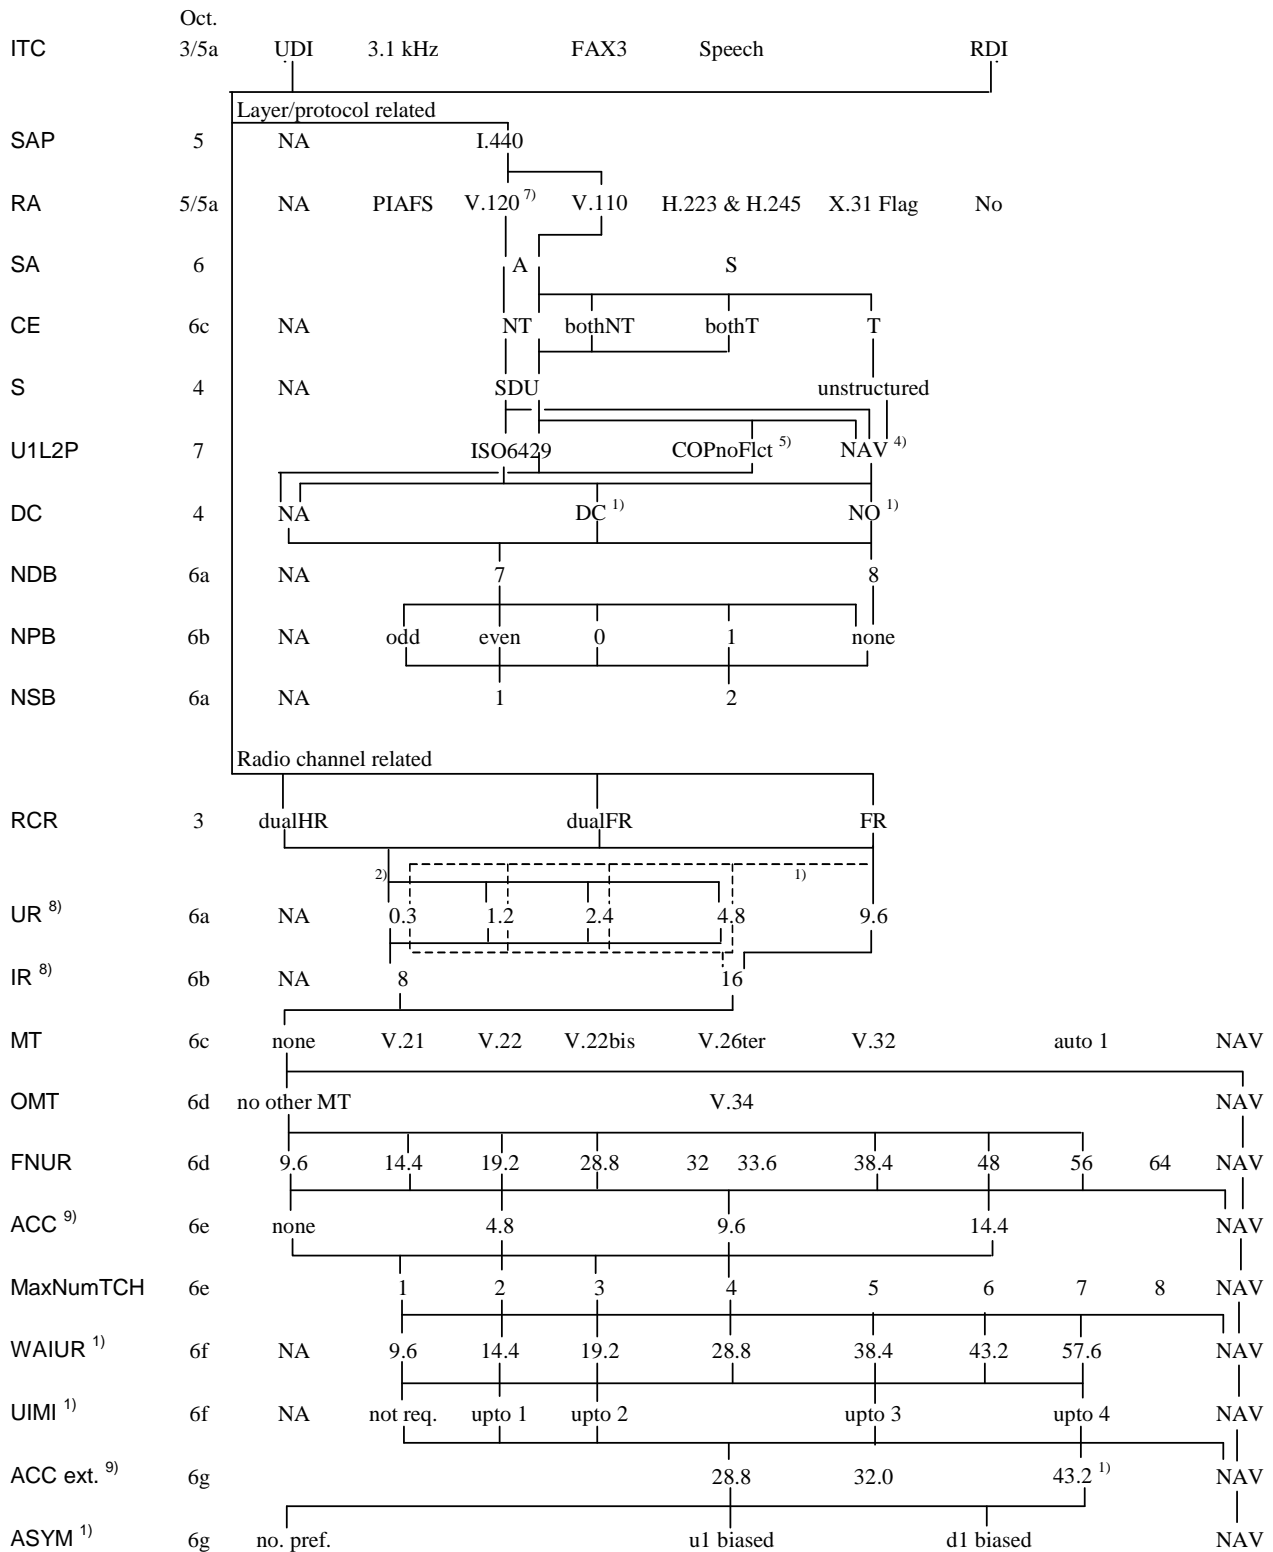 Oct.
ITC 3/5a UDI 3.1 kHz FAX3 Speech RDI
Layer/protocol related
SAP 5 NA I.440
RA 5/5a NA PIAFS V.120 7) V.110 H.223 & H.245 X.31 Flag No
SA 6 A S
CE 6c NA NT bothNT bothT T
S 4 NA SDU unstructured
U1L2P 7 ISO6429 COPnoFlct 5) NAV 4)
DC 4 NA DC 1) NO 1)
NDB 6a NA 7 8
NPB 6b NA odd even 0 1 none
NSB 6a NA 1 2
Radio channel related
RCR 3 dualHR dualFR FR
2) 1)
UR 8) 6a NA 0.3 1.2 2.4 4.8 9.6
IR 8) 6b NA 8 16
MT 6c none V.21 V.22 V.22bis V.26ter V.32 auto 1 NAV
OMT 6d no other MT V.34 NAV
FNUR 6d 9.6 14.4 19.2 28.8 32 33.6 38.4 48 56 64 NAV
ACC 9) 6e none 4.8 9.6 14.4 NAV
MaxNumTCH 6e 1 2 3 4 5 6 7 8 NAV
WAIUR 1) 6f NA 9.6 14.4 19.2 28.8 38.4 43.2 57.6 NAV
UIMI 1) 6f NA not req. upto 1 upto 2 upto 3 upto 4 NAV
ACC ext. 9) 6g 28.8 32.0 43.2 1) NAV
ASYM 1) 6g no. pref. u1 biased d1 biased NAV